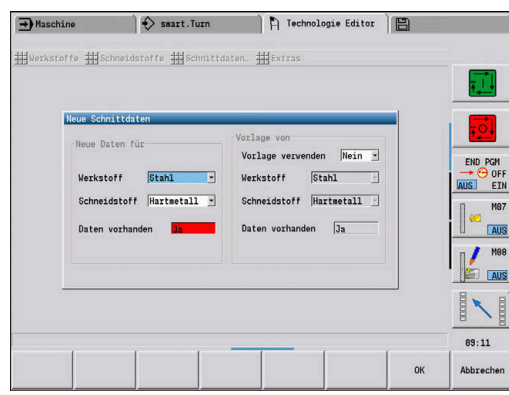 Maschine
smart.Turn
Technologie Editor
Werkstoffe Schneidstoffe Schnittdaten… Extras
Neue Schnittdaten
Neue Daten für
Werkstoff Stahl
Schneidstoff Hartmetall
Daten vorhanden Ja
Vorlage von
Vorlage verwenden Nein
Werkstoff Stahl
Schneidstoff Hartmetall
Daten vorhanden Ja
END PGM
OFF
AUS EIN
M07
AUS
M08
AUS
09:11
OK
Abbrechen